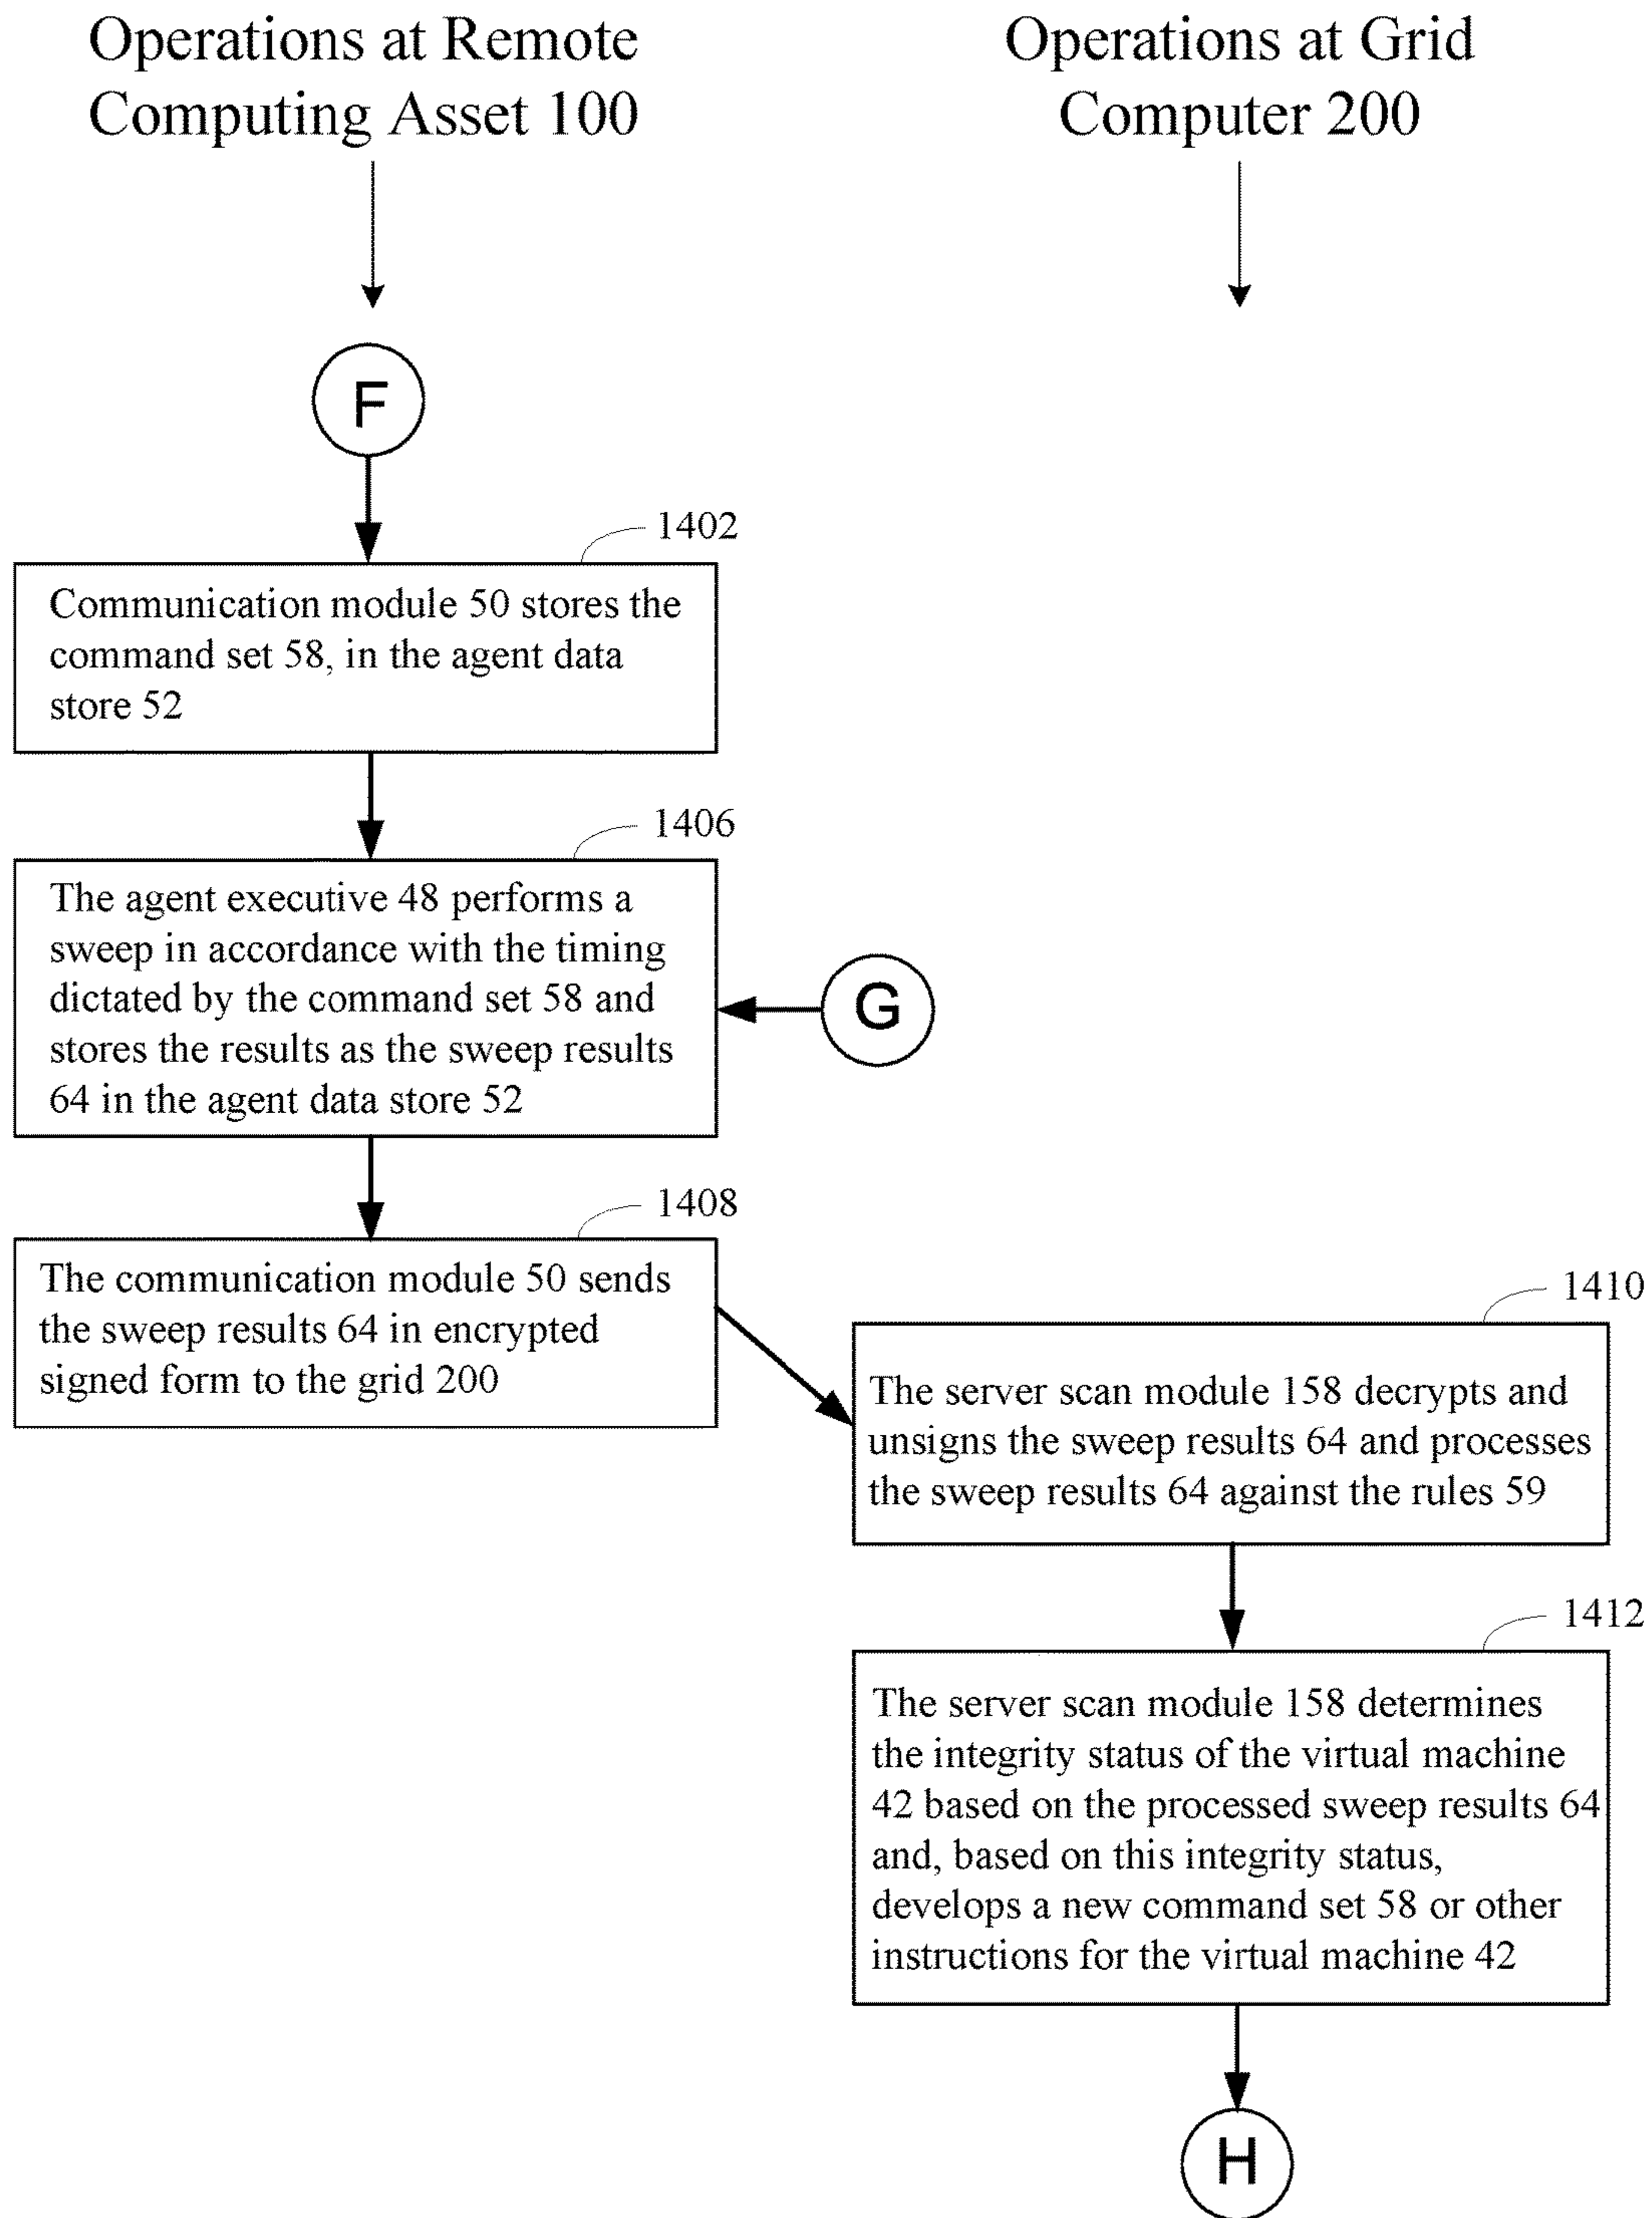 Operations at Remote
Computing Asset 100
Operations at Grid
Computer 200
F
1402
Communication module 50 stores the
command set 58, in the agent data
store 52
1406
The agent executive 48 performs a
sweep in accordance with the timing
dictated by the command set 58 and
stores the results as the sweep results
64 in the agent data store 52
G
1408
The communication module 50 sends
the sweep results 64 in encrypted
signed form to the grid 200
1410
The server scan module 158 decrypts and
unsigns the sweep results 64 and processes
the sweep results 64 against the rules 59
1412
The server scan module 158 determines
the integrity status of the virtual machine
42 based on the processed sweep results 64
and, based on this integrity status,
develops a new command set 58 or other
instructions for the virtual machine 42
H